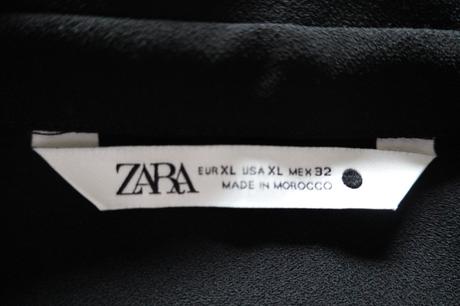 ZARA
EUR XL USA XL MEX 32
MADE IN MOROCCO